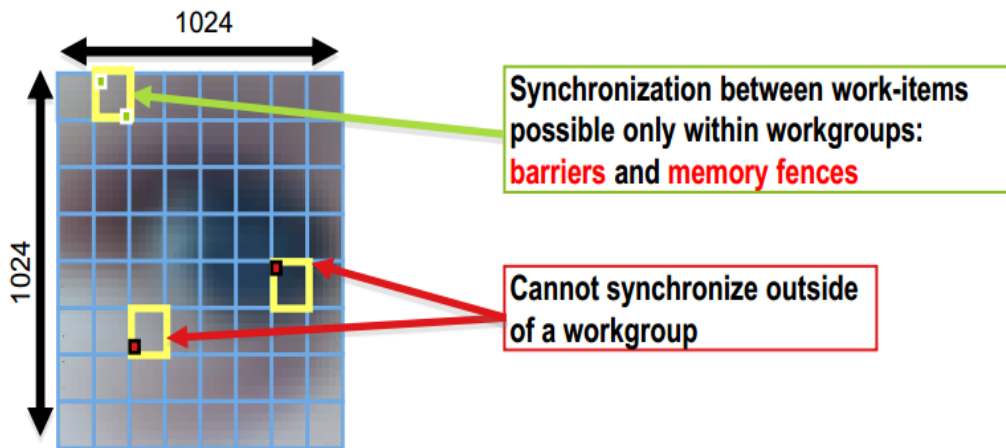 1024
1024
Synchronization between work-items
possible only within workgroups:
barriers and memory fences
Cannot synchronize outside
of a workgroup